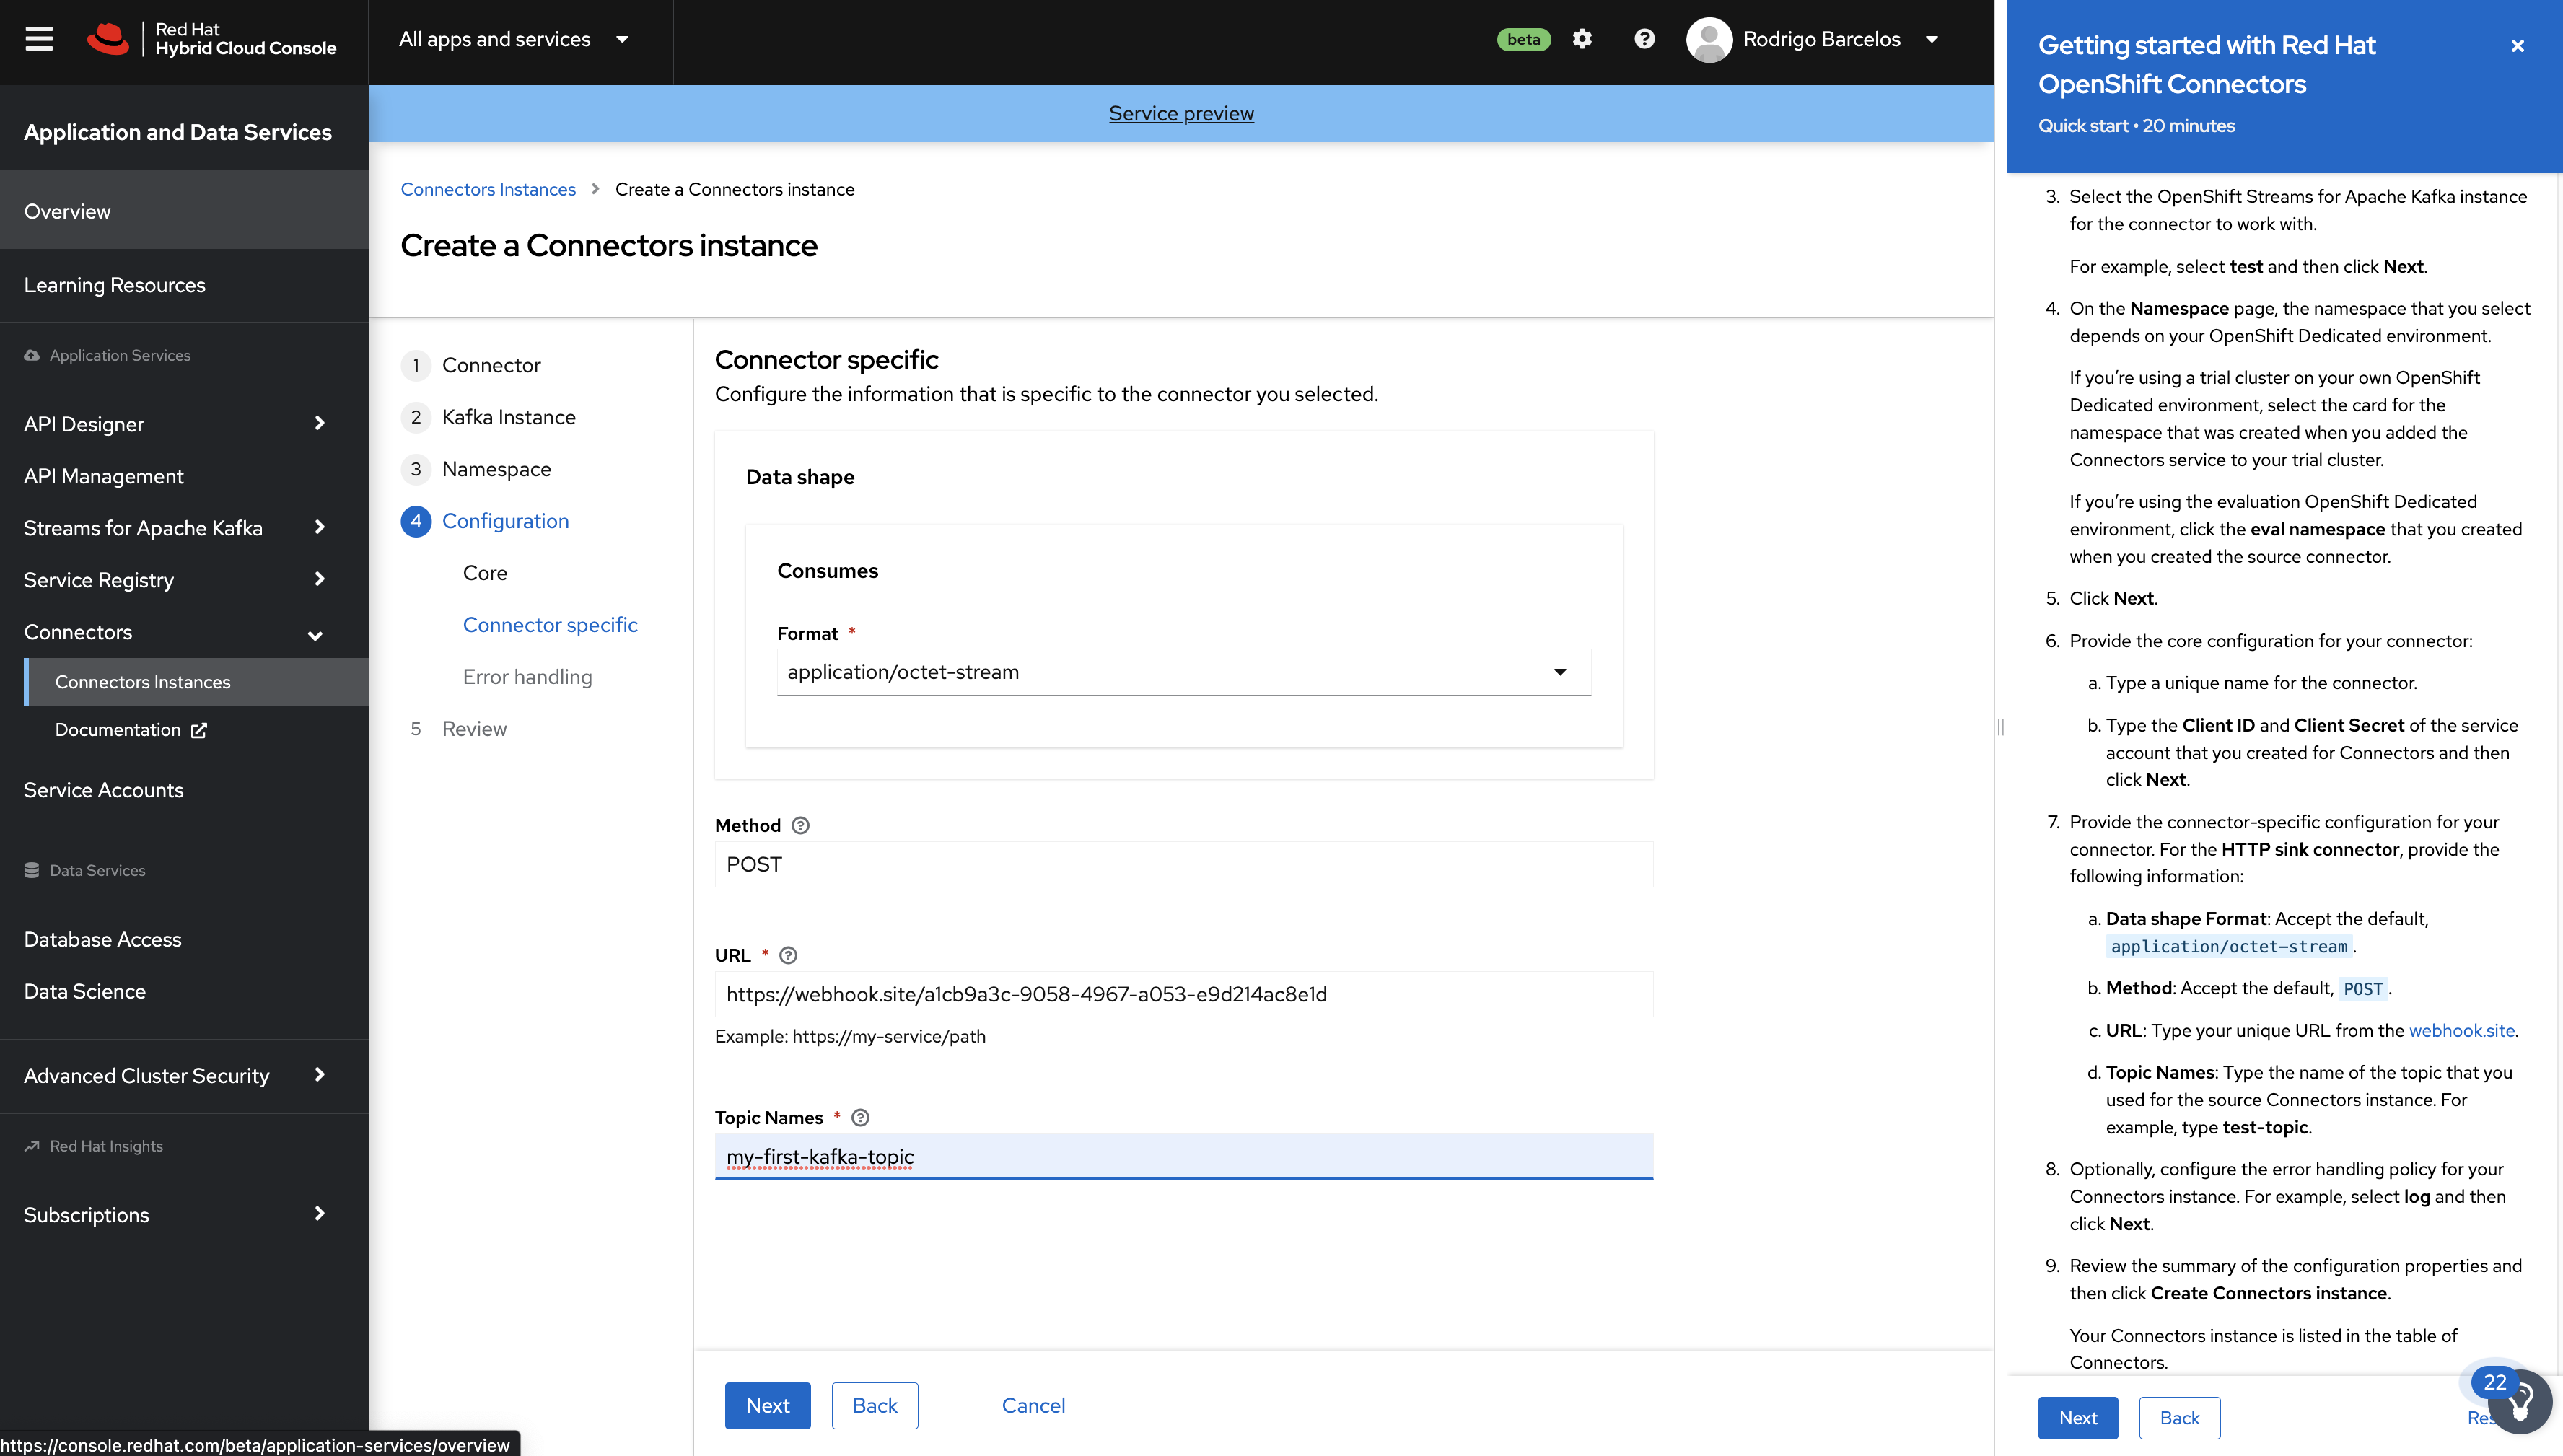 Red Hat
Hybrid Cloud Console
All apps and services
beta
Rodrigo Barcelos
Application and Data Services
Overview
Learning Resources
Application Services
API Designer
API Management
Streams for Apache Kafka
Service Registry
Connectors
Connectors Instances
Documentation
Service Accounts
Data Services
Database Access
Data Science
Advanced Cluster Security
Red Hat Insights
Subscriptions
https://console.redhat.com/beta/application-services/overview
Service preview
Connectors Instances > Create a Connectors instance
Create a Connectors instance
1 Connector
2 Kafka Instance
3 Namespace
4 Configuration
Core
Connector specific
Error handling
5 Review
Connector specific
Configure the information that is specific to the connector you selected.
Data shape
Consumes
Format *
application/octet-stream
Method
POST
URL *
https://webhook.site/a1cb9a3c-9058-4967-a053-e9d214ac8e1d
Example: https://my-service/path
Topic Names *
my-first-kafka-topic
Next Back Cancel
Getting started with Red Hat
OpenShift Connectors
Quick start • 20 minutes
3. Select the OpenShift Streams for Apache Kafka instance
for the connector to work with.
For example, select test and then click Next.
4. On the Namespace page, the namespace that you select
depends on your OpenShift Dedicated environment.
If you’re using a trial cluster on your own OpenShift
Dedicated environment, select the card for the
namespace that was created when you added the
Connectors service to your trial cluster.
If you’re using the evaluation OpenShift Dedicated
environment, click the eval namespace that you created
when you created the source connector.
5. Click Next.
6. Provide the core configuration for your connector:
a. Type a unique name for the connector.
b. Type the Client ID and Client Secret of the service
account that you created for Connectors and then
click Next.
7. Provide the connector-specific configuration for your
connector. For the HTTP sink connector, provide the
following information:
a. Data shape Format: Accept the default,
application/octet-stream.
b. Method: Accept the default, POST.
c. URL: Type your unique URL from the webhook.site.
d. Topic Names: Type the name of the topic that you
used for the source Connectors instance. For
example, type test-topic.
8. Optionally, configure the error handling policy for your
Connectors instance. For example, select log and then
click Next.
9. Review the summary of the configuration properties and
then click Create Connectors instance.
Your Connectors instance is listed in the table of
Connectors.
22
Next Back